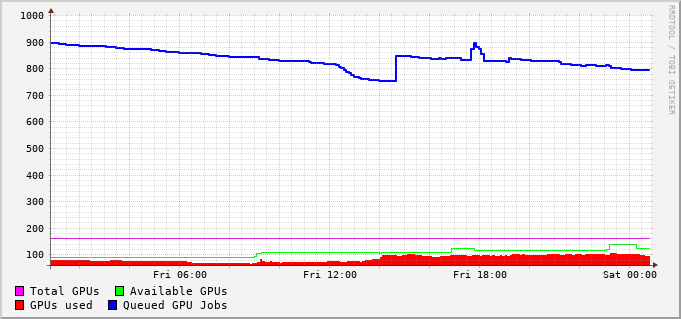 1000
900
800
700
600
500
400
300
200
100
Fri 06:00 Fri 12:00 Fri 18:00 Sat 00:00
Total GPUs Available GPUs
GPUs used Queued GPU Jobs
RRDTOOL / TOBI OETIKER